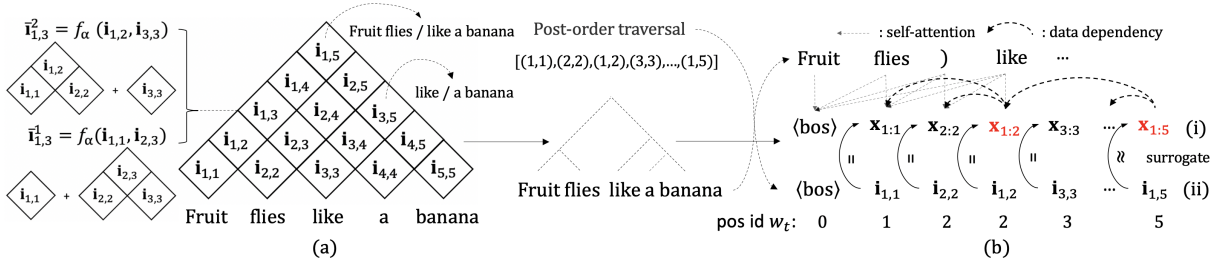 ī²₁,₃ = f_α (i₁,₂, i₃,₃)
i₁,₂
i₁,₁ i₂,₂ + i₃,₃
ī¹₁,₃ = f_α (i₁,₁, i₂,₃)
i₂,₃
i₁,₁ + i₂,₂ i₃,₃
Fruit flies / like a banana
like / a banana
i₁,₅
i₁,₄ i₂,₅
i₁,₃ i₂,₄ i₃,₅
i₁,₂ i₂,₃ i₃,₄ i₄,₅
i₁,₁ i₂,₂ i₃,₃ i₄,₄ i₅,₅
Fruit flies like a banana
(a)
Post-order traversal
[(1,1),(2,2),(1,2),(3,3),...,(1,5)]
Fruit flies like a banana
: self-attention : data dependency
Fruit flies ) like ...
⟨bos⟩ x₁:₁ x₂:₂ x₁:₂ x₃:₃ ... x₁:₅ (i)
= = = = ≈ surrogate
⟨bos⟩ i₁,₁ i₂,₂ i₁,₂ i₃,₃ ... i₁,₅ (ii)
pos id wₜ: 0 1 2 2 3 5
(b)